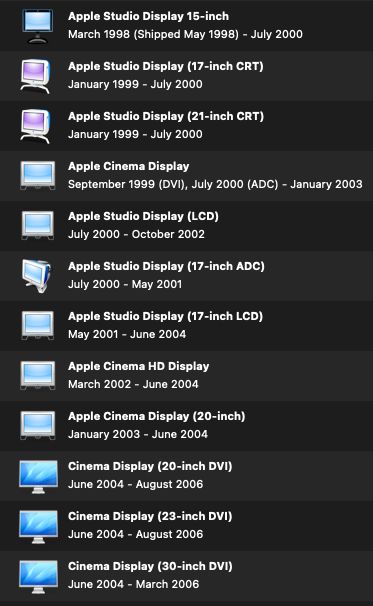 Apple Studio Display 15-inch
March 1998 (Shipped May 1998) - July 2000
Apple Studio Display (17-inch CRT)
January 1999 - July 2000
Apple Studio Display (21-inch CRT)
January 1999 - July 2000
Apple Cinema Display
September 1999 (DVI), July 2000 (ADC) - January 2003
Apple Studio Display (LCD)
July 2000 - October 2002
Apple Studio Display (17-inch ADC)
July 2000 - May 2001
Apple Studio Display (17-inch LCD)
May 2001 - June 2004
Apple Cinema HD Display
March 2002 - June 2004
Apple Cinema Display (20-inch)
January 2003 - June 2004
Cinema Display (20-inch DVI)
June 2004 - August 2006
Cinema Display (23-inch DVI)
June 2004 - August 2006
Cinema Display (30-inch DVI)
June 2004 - March 2006